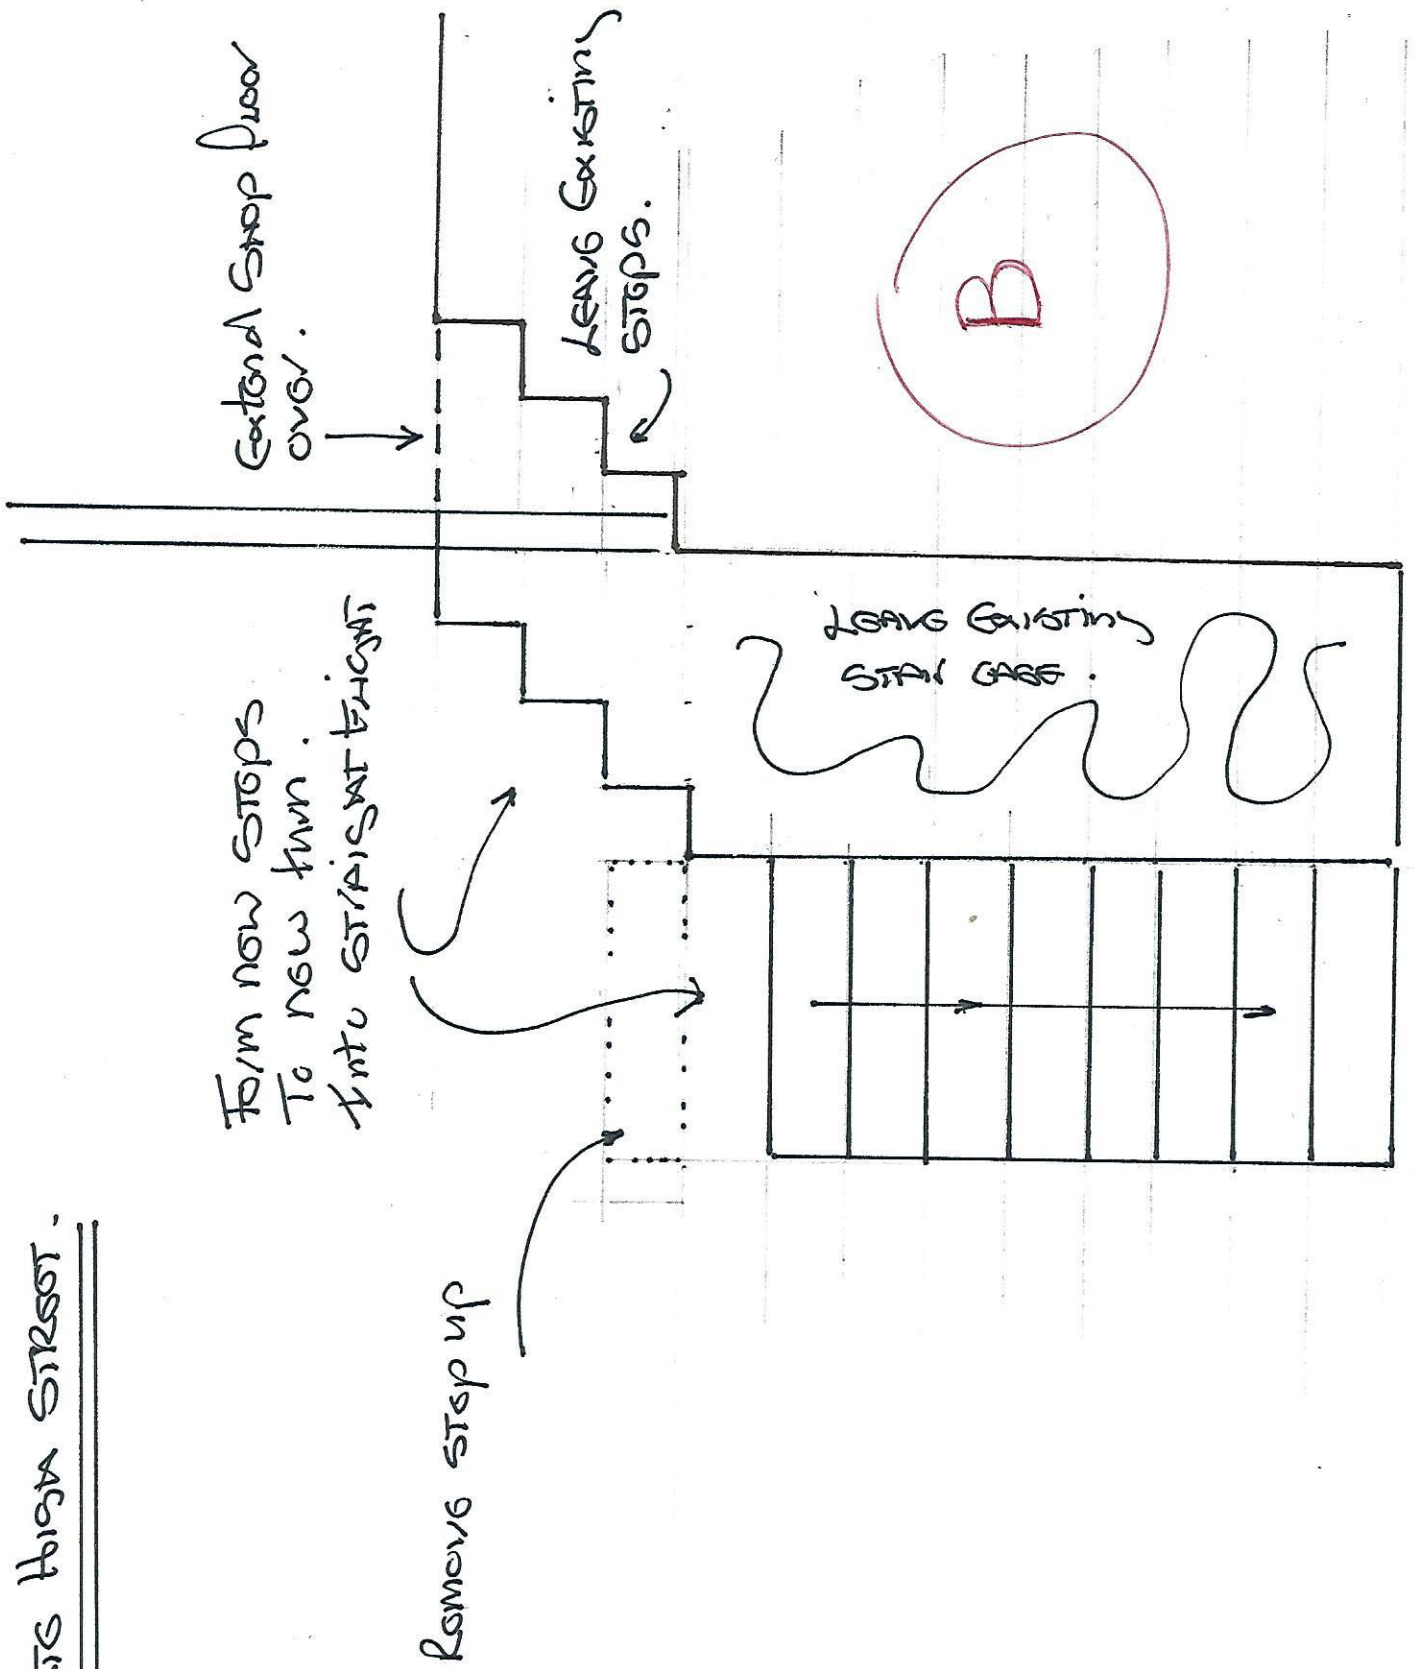 HIGH STREET.
Extend Shop floor
over.
LEAVE Existing
STEPS.
Form new STEPS
To new turn.
into STRAIGHT FLIGHT
LEAVE Existing
STAIR CASE.
Remove step up
B